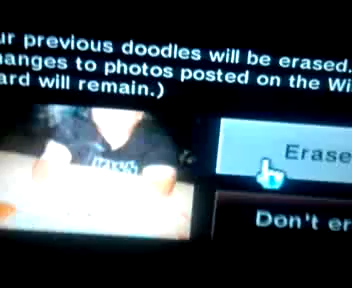 ur previous doodles will be erased.
hanges to photos posted on the Wi
ard will remain.)
Erase
Don't er